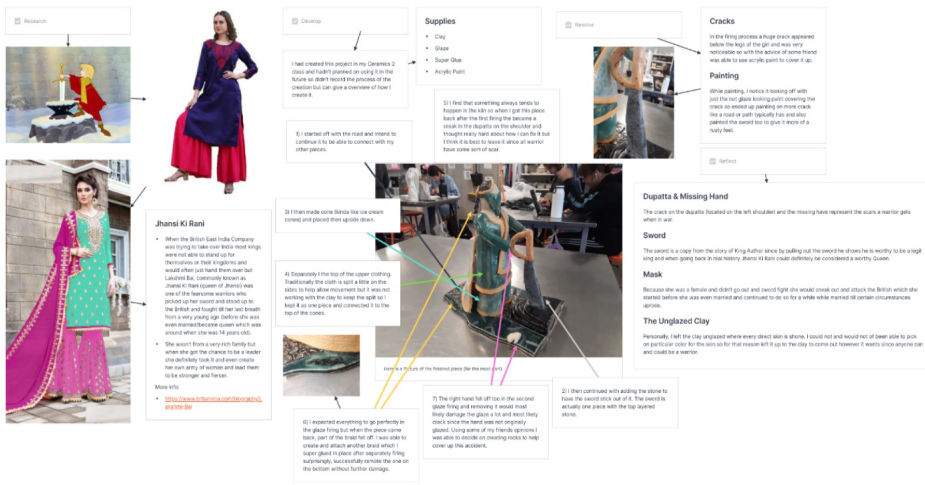 Research
Jhansi Ki Rani
When the British East India Company
was trying to take over India most kings
were not able to stand up for
themselves or their kingdoms and
would often just hand them over but
Lakshmi Bai, commonly known as
Jhansi Ki Rani (queen of Jhansi) was
one of the fearsome warriors who
picked up her sword and stood up to
the British and fought till her last breath
from a very young age (before she was
even married/became queen which was
around when she was 14 years old).
She wasn't from a very rich family but
when she got the chance to be a leader
she definitely took it and even create
her own army of women and lead them
to be stronger and fiercer.
More info:
https://www.britannica.com/biography/L
akshmi-Bai
Develop
I had created this project in my Ceramics 2
class and hadn't planned on using it in the
future so didn't record the process of the
creation but can give a overview of how I
create it.
Supplies
Clay
Glaze
Super Glue
Acrylic Paint
1) I started off with the road and intend to
continue it to be able to connect with my
other pieces.
5) I find that something always tends to
happen in the kiln so when I got this piece
back after the first firing the became a
creak in the dupatta on the shoulder and
thought really hard about how I can fix it but
I think it is best to leave it since all warrior
have some sort of scar.
3) I then made cone (kinda like ice cream
cones) and placed them upside down.
4) Separately I the top of the upper clothing.
Traditionally the cloth is split a little on the
sides to help allow movement but it was not
working with the clay to keep the split so I
kept it as one piece and connected it to the
top of the cones.
Here is a picture of the finished piece (for the most part).
6) I expected everything to go perfectly in
the glaze firing but when the piece came
back, part of the braid fell off. I was able to
create and attach another braid which I
super glued in place after separately firing
surprisingly, successfully remote the one on
the bottom without further damage.
7) The right hand fell off too in the second
glaze firing and removing it would most
likely damage the glaze a lot and most likely
crack since the hand was not originally
glazed. Using some of my friends opinions I
was able to decide on creating rocks to help
cover up this accident.
2) I then continued with adding the stone to
have the sword stick out of it. The sword is
actually one piece with the top layered
stone.
Resolve
Cracks
In the firing process a huge crack appeared
below the legs of the girl and was very
noticeable so with the advice of some friend
was able to use acrylic paint to cover it up.
Painting
While painting, I notice it looking off with
just the not glaze looking paint covering the
crack so ended up painting on more crack
like a road or path typically has and also
painted the sword too to give it more of a
rusty feel.
Reflect
Dupatta & Missing Hand
The crack on the dupatta (located on the left shoulder) and the missing have represent the scars a warrior gets
when in war.
Sword
The sword is a copy from the story of King Author since by pulling out the sword he shows he is worthy to be a legit
king and when going back in real history Jhansi Ki Rani could definitely be considered a worthy Queen.
Mask
Because she was a female and didn't go out and sword fight she would sneak out and attack the British which she
started before she was even married and continued to do so for a while while married till certain circumstances
uprose.
The Unglazed Clay
Personally, I left the clay unglazed where every direct skin is shone. I could not and would not of been able to pick
on particular color for the skin so for that reason left it up to the clay to come out however it wants since anyone can
and could be a warrior.